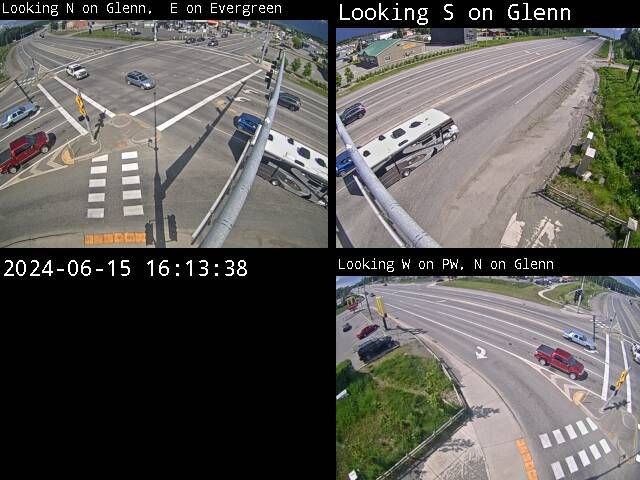 Looking N on Glenn, E on Evergreen
Looking S on Glenn
2024-06-15 16:13:38
Looking W on PW, N on Glenn